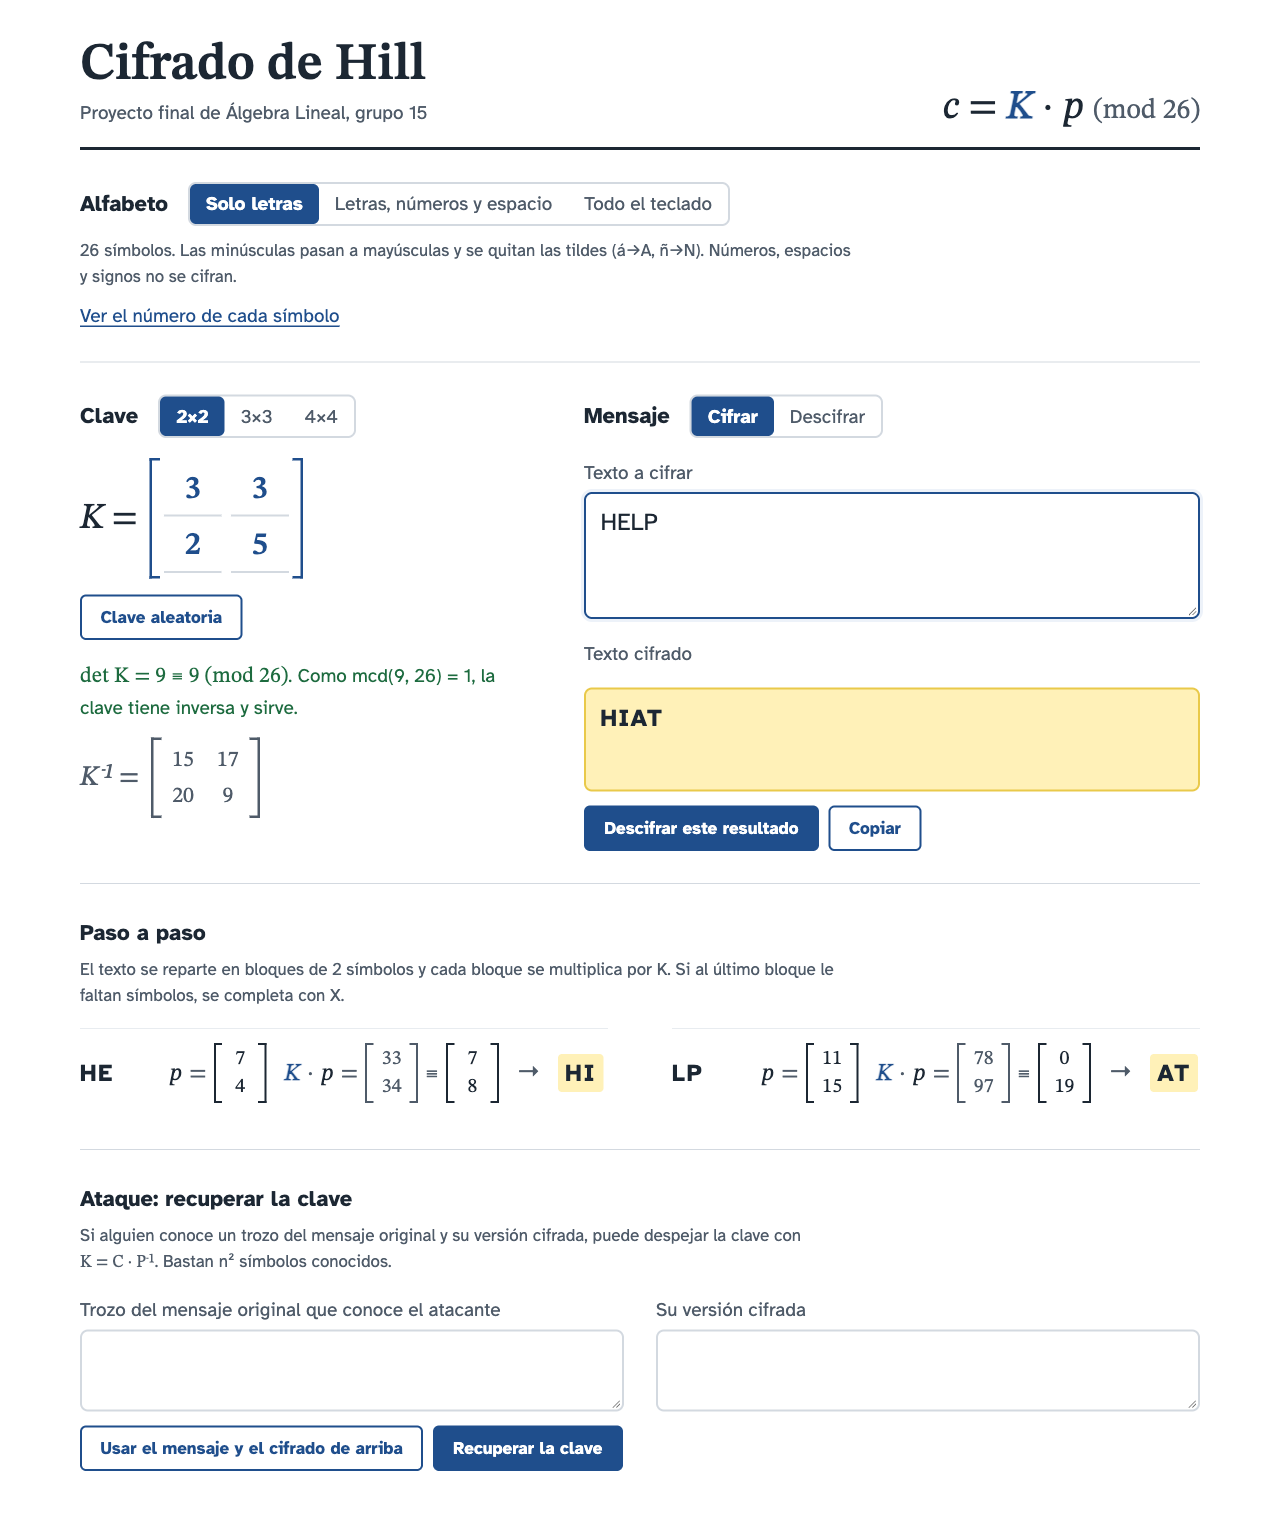 Cifrado de Hill
Proyecto final de Álgebra Lineal, grupo 15
c = K · p (mod 26)
Alfabeto Solo letras Letras, números y espacio Todo el teclado
26 símbolos. Las minúsculas pasan a mayúsculas y se quitan las tildes (á→A, ñ→N). Números, espacios
y signos no se cifran.
Ver el número de cada símbolo
Clave 2×2 3×3 4×4
K =
3 3
2 5
Clave aleatoria
det K = 9 ≡ 9 (mod 26). Como mcd(9, 26) = 1, la
clave tiene inversa y sirve.
K⁻¹ =
15 17
20 9
Mensaje Cifrar Descifrar
Texto a cifrar
HELP
Texto cifrado
HIAT
Descifrar este resultado Copiar
Paso a paso
El texto se reparte en bloques de 2 símbolos y cada bloque se multiplica por K. Si al último bloque le
faltan símbolos, se completa con X.
HE p = [7 4] K · p = [33 34] ≡ [7 8] → HI
LP p = [11 15] K · p = [78 97] ≡ [0 19] → AT
Ataque: recuperar la clave
Si alguien conoce un trozo del mensaje original y su versión cifrada, puede despejar la clave con
K = C · P⁻¹. Bastan n² símbolos conocidos.
Trozo del mensaje original que conoce el atacante
Su versión cifrada
Usar el mensaje y el cifrado de arriba Recuperar la clave